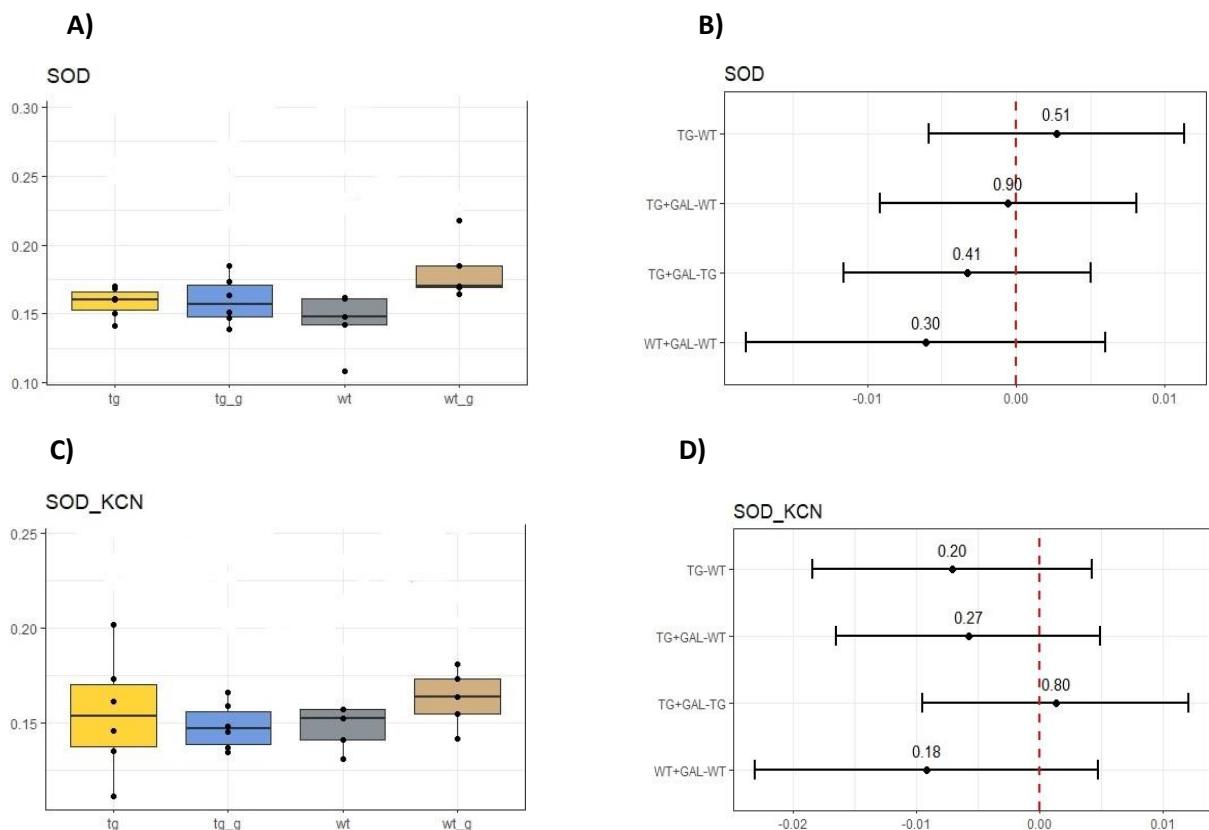 A)
SOD
0.30
0.25
0.20
0.15
0.10
tg
tg_g
wt
wt_g
B)
SOD
TG-WT
TG+GAL-WT
TG+GAL-TG
WT+GAL-WT
0.51
0.90
0.41
0.30
-0.01
0.00
0.01
C)
SOD_KCN
0.25
0.20
0.15
tg
tg_g
wt
wt_g
D)
SOD_KCN
TG-WT
TG+GAL-WT
TG+GAL-TG
WT+GAL-WT
0.20
0.27
0.80
0.18
-0.02
-0.01
0.00
0.01